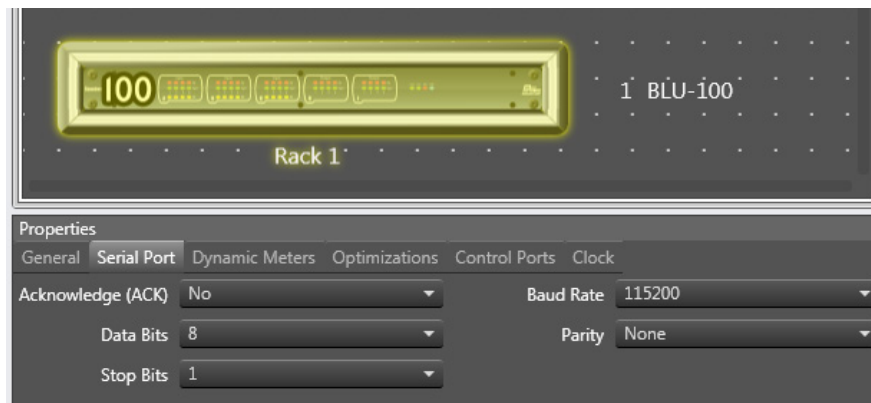 100
1 BLU-100
Rack 1
Properties
General Serial Port Dynamic Meters Optimizations Control Ports Clock
Acknowledge (ACK) No Baud Rate 115200
Data Bits 8 Parity None
Stop Bits 1